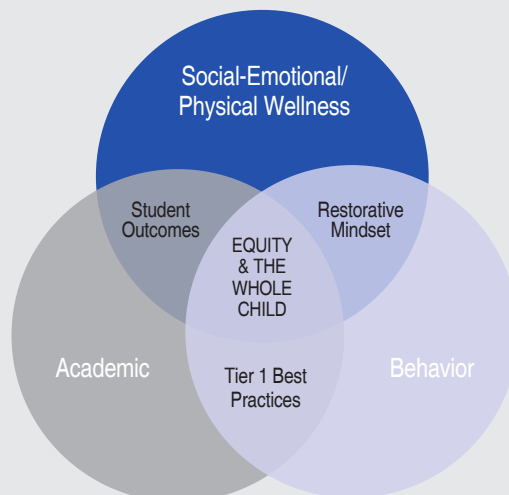 Social-Emotional/
Physical Wellness
Student
Outcomes
Restorative
Mindset
EQUITY
& THE
WHOLE
CHILD
Academic
Tier 1 Best
Practices
Behavior